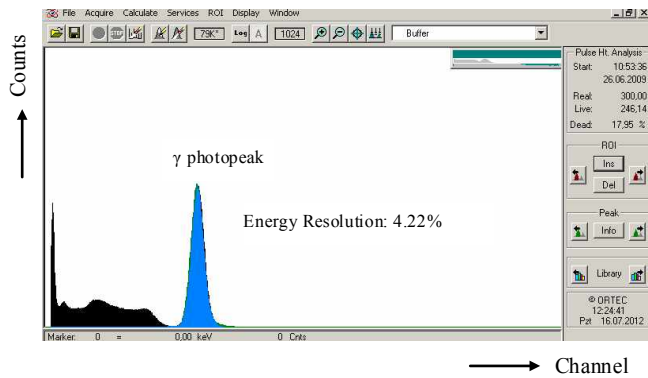 File Acquire Calculate Services ROI Display Window
79K* Log A 1024 Buffer
Pulse Ht. Analysis
Start: 10:53:36
26.06.2009
Real: 300,00
Live: 246,14
Dead: 17,95 %
ROI
Ins
Del
Peak
Info
Library
© ORTEC
12:24:41
Pzt 16.07.2012
Counts
γ photopeak
Energy Resolution: 4.22%
Marker: 0 = 0,00 keV 0 Cnts
Channel